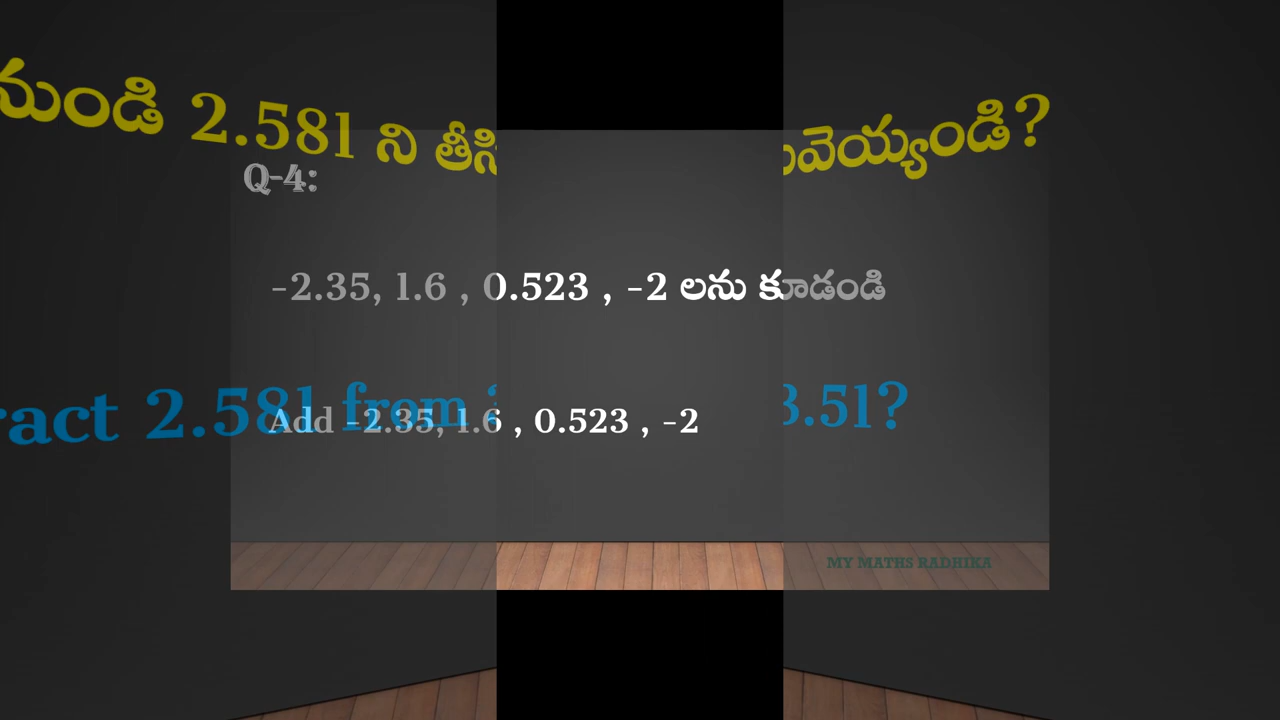 నుండి 2.581 ని
వెయ్యండి?
Q-4:
-2.35, 1.6 , 0.523 , -2 లను కూడండి
2.581 from
3.51?
Add -2.35, 1.6 , 0.523 , -2
MY MATHS RADHIKA